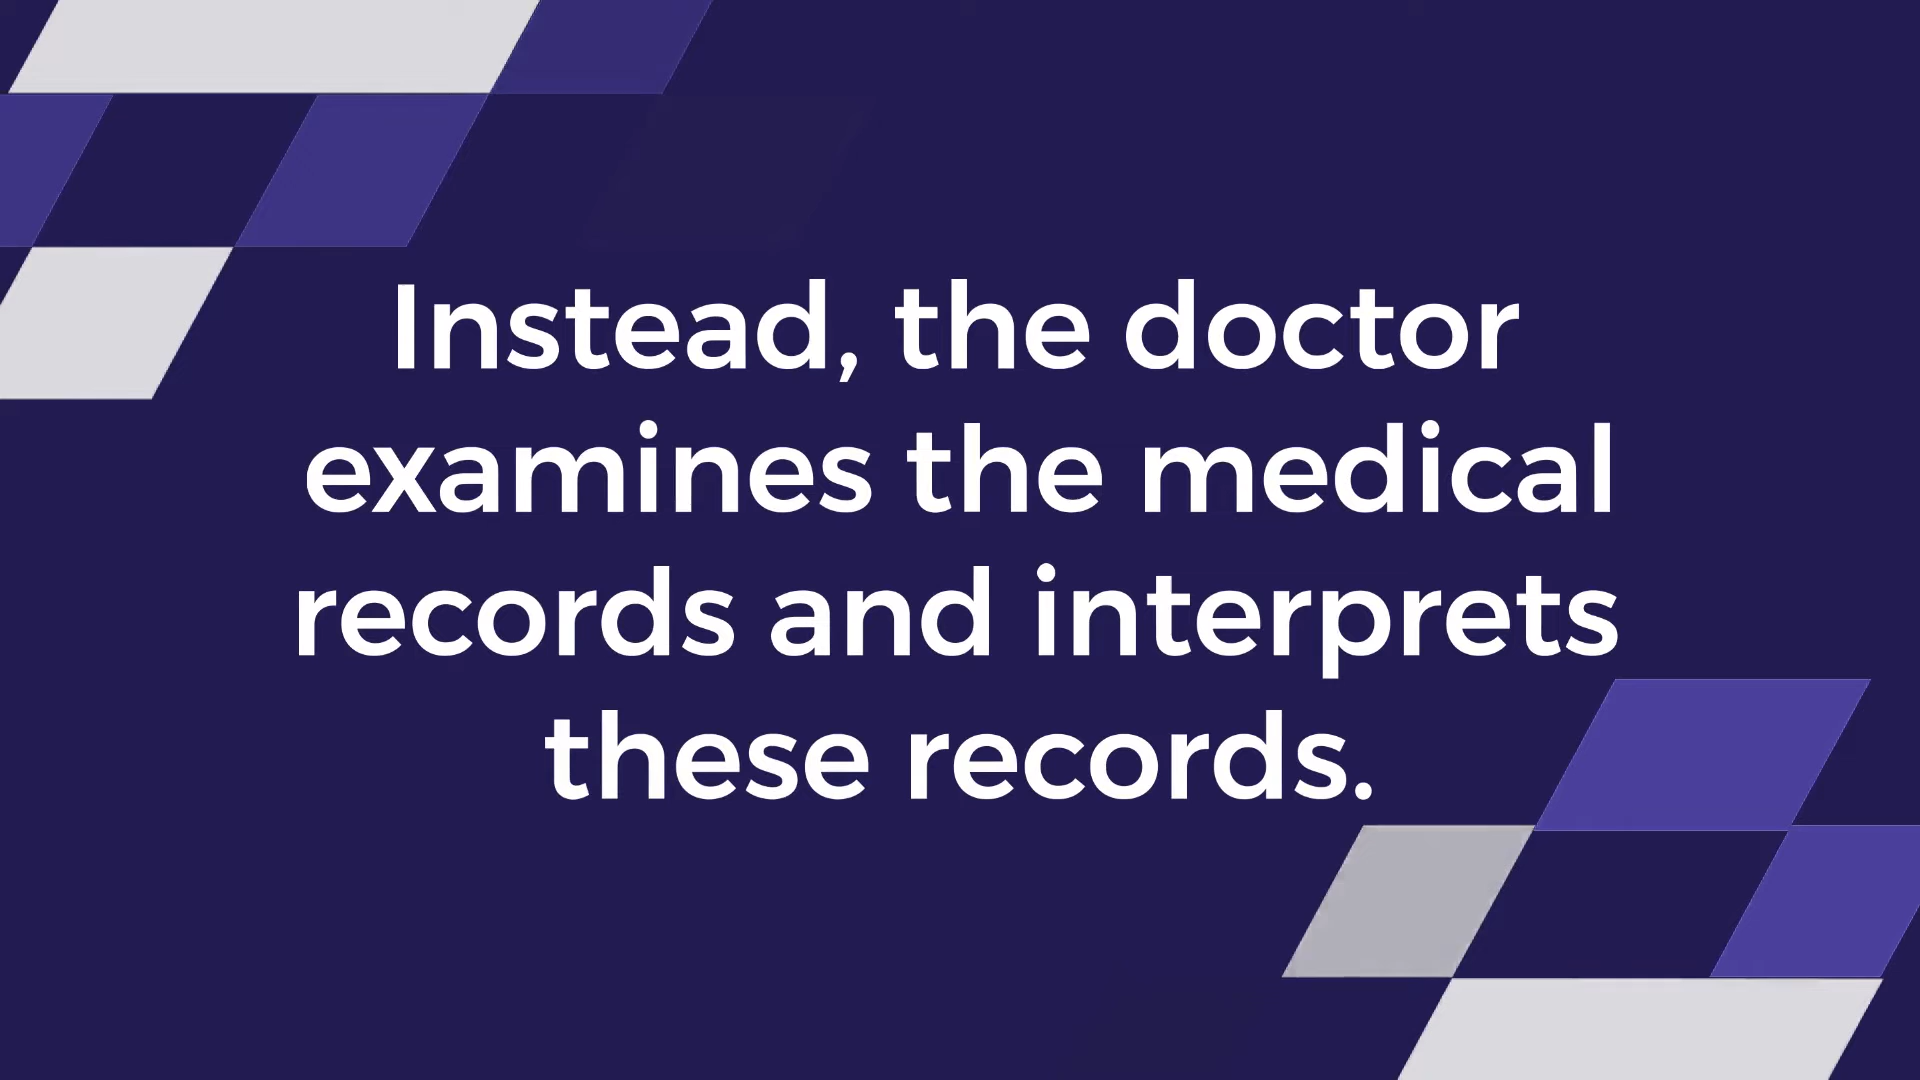 Instead, the doctor
examines the medical
records and interprets
these records.